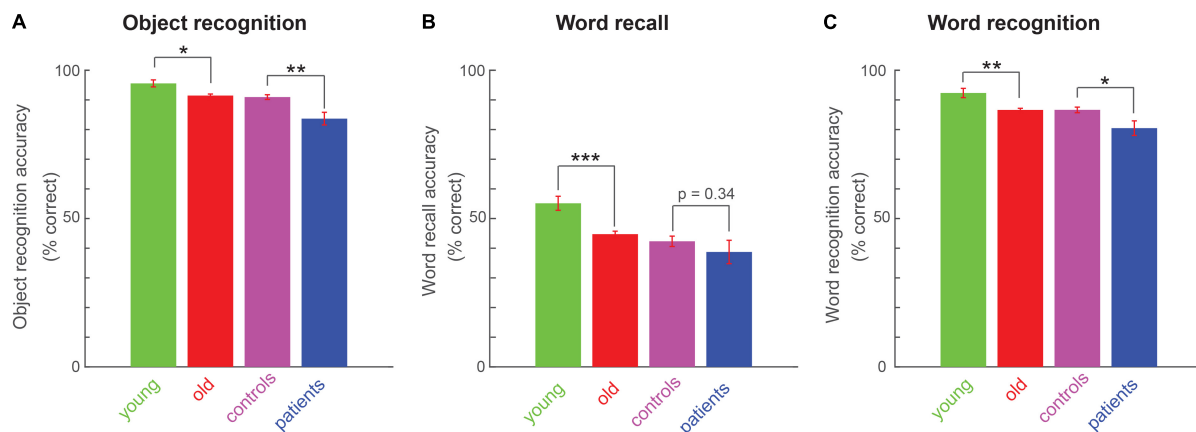 A
Object recognition
*
**
100
50
0
Object recognition accuracy
(% correct)
young
old
controls
patients
B
Word recall
***
p = 0.34
100
50
0
Word recall accuracy
(% correct)
young
old
controls
patients
C
Word recognition
**
*
100
50
0
Word recognition accuracy
(% correct)
young
old
controls
patients